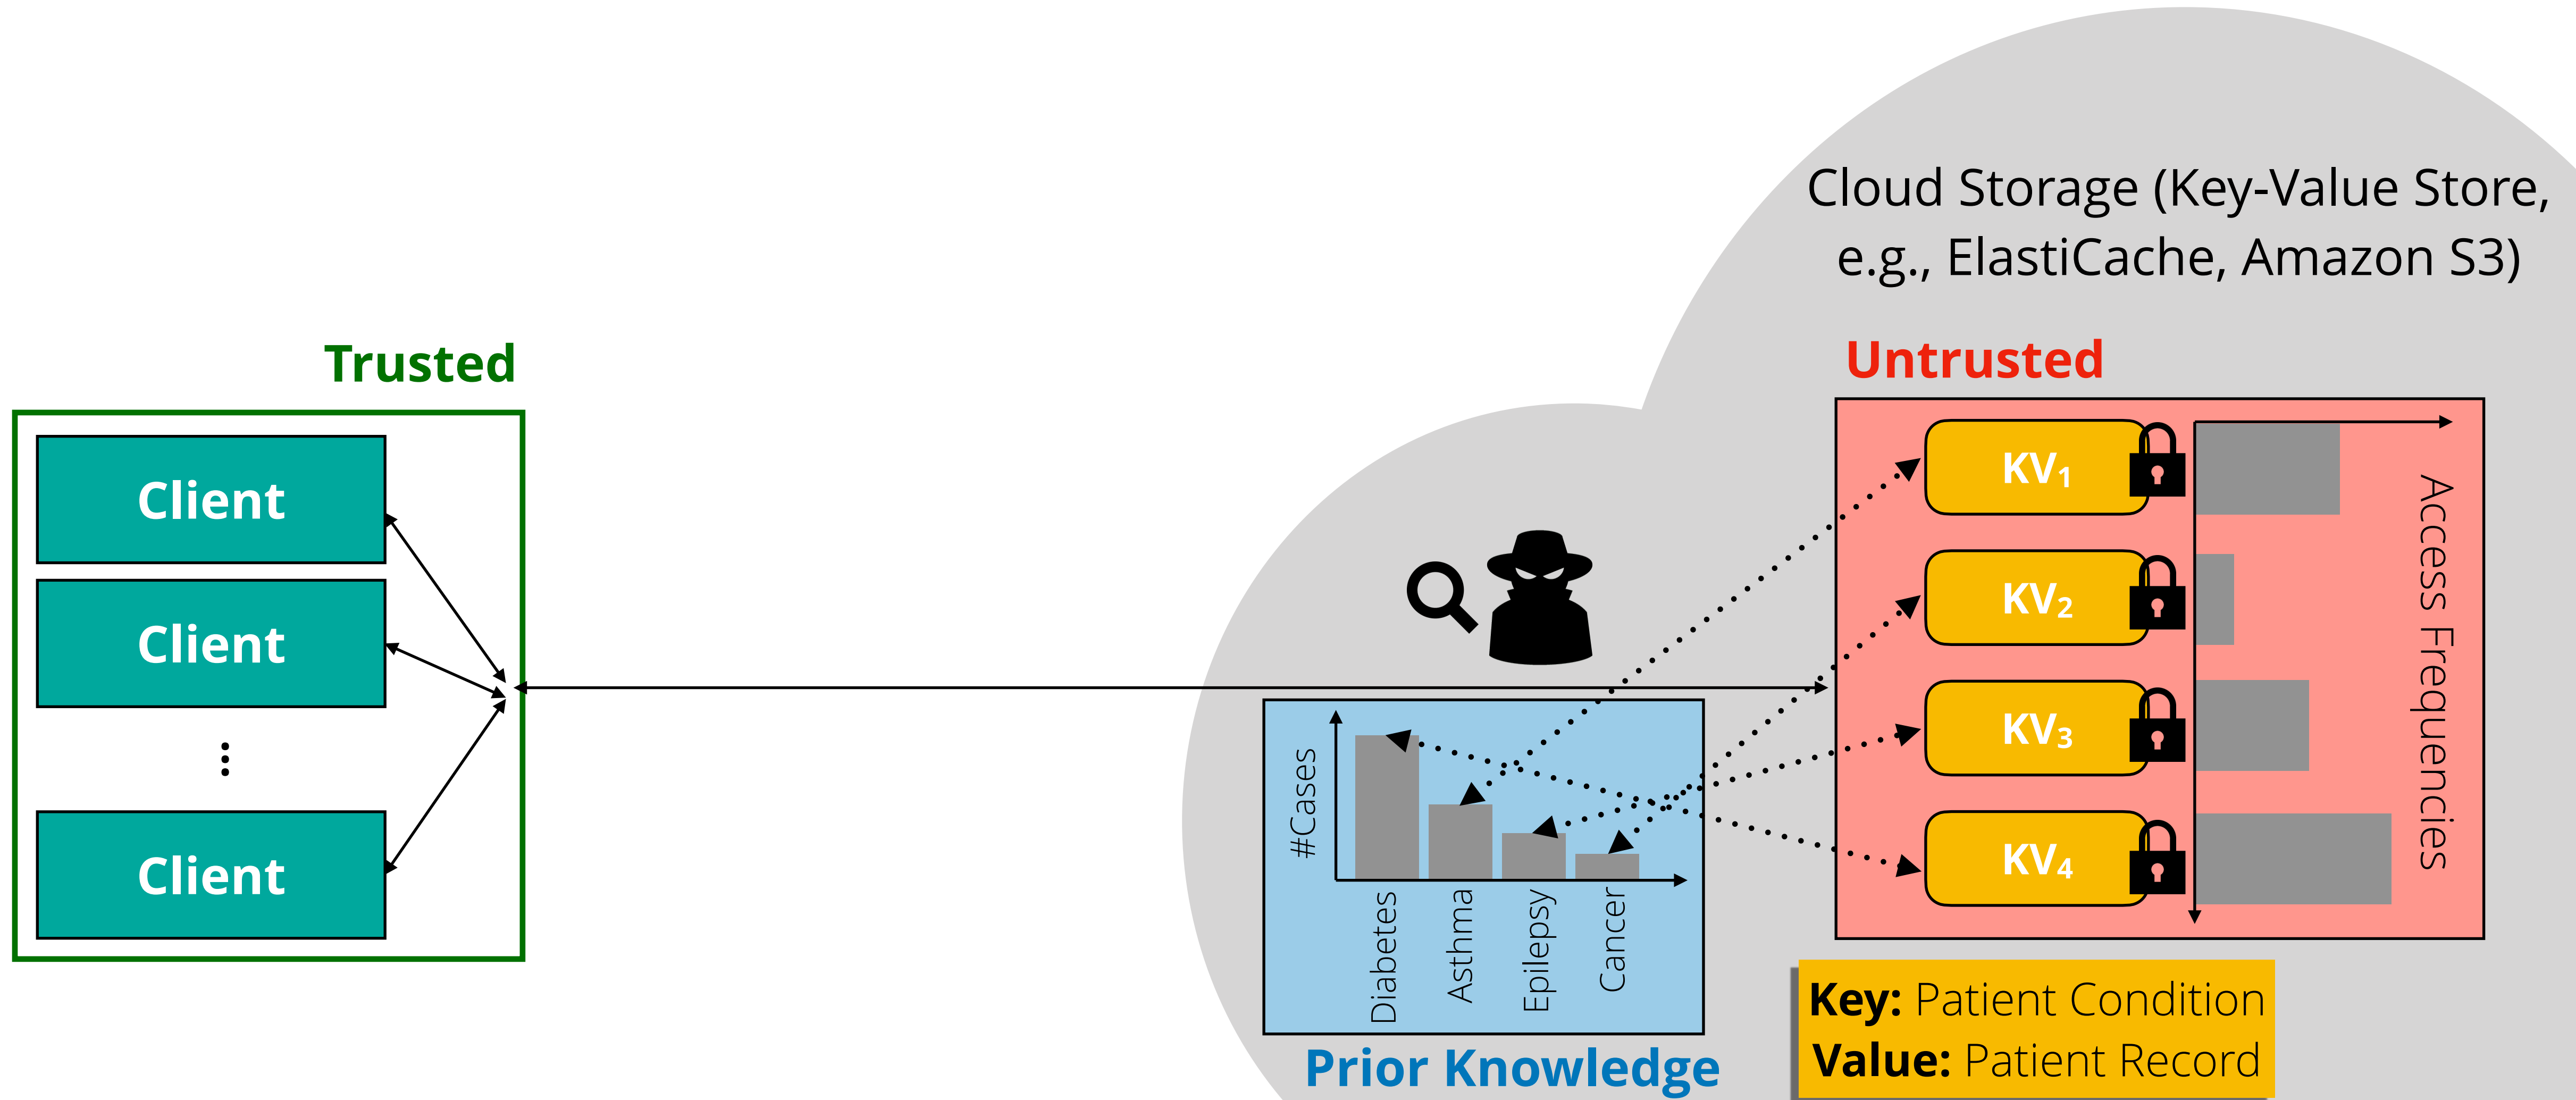 Cloud Storage (Key-Value Store,
e.g., ElastiCache, Amazon S3)
Trusted
Untrusted
Client
Client
Client
KV1
KV2
KV3
KV4
Access Frequencies
#Cases
Diabetes
Asthma
Epilepsy
Cancer
Prior Knowledge
Key: Patient Condition
Value: Patient Record